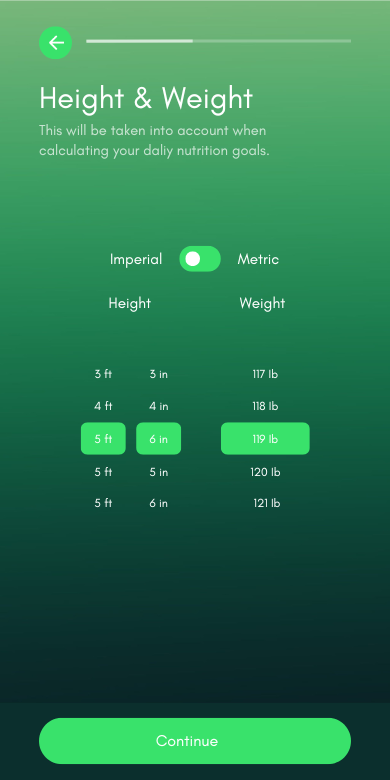 Height & Weight
This will be taken into account when
calculating your daliy nutrition goals.
Imperial Metric
Height Weight
3 ft 3 in 117 lb
4 ft 4 in 118 lb
5 ft 6 in 119 lb
5 ft 5 in 120 lb
5 ft 6 in 121 lb
Continue